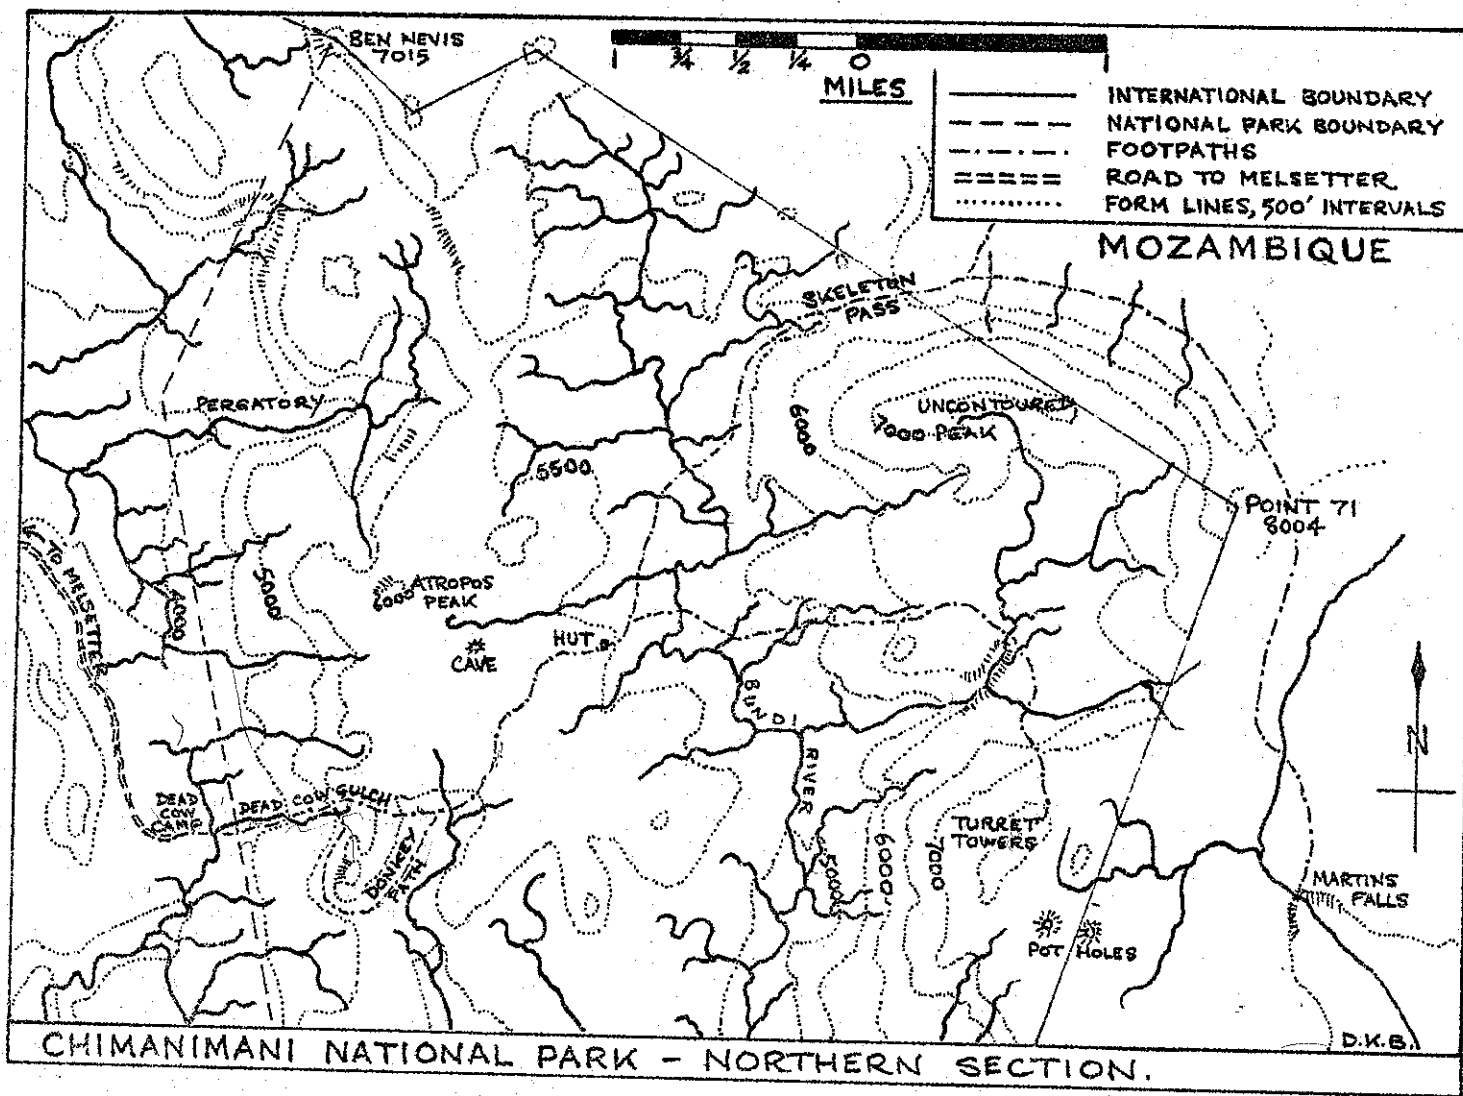 BEN NEVIS
7015
1 ¾ ½ ¼ 0 1
MILES
INTERNATIONAL BOUNDARY
NATIONAL PARK BOUNDARY
FOOTPATHS
ROAD TO MELSETTER
FORM LINES, 500' INTERVALS
MOZAMBIQUE
SKELETON
PASS
PERGATORY
UNCONTOURED
7000 PEAK
6000
5500
POINT 71
8004
TO MELSETTER
4000
5000
6000
ATROPOS
PEAK
CAVE
HUT
BUNDI
RIVER
N
DEAD
COW
CAMP
DEAD COW GULCH
DONKEY
PATH
5000
6000
7000
TURRET
TOWERS
MARTINS
FALLS
POT HOLES
D.K.B.
CHIMANIMANI NATIONAL PARK - NORTHERN SECTION.